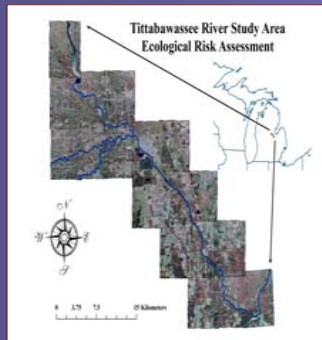 Tittabawassee River Study Area
Ecological Risk Assessment
N
W E
S
0 3.75 7.5 15 Kilometers